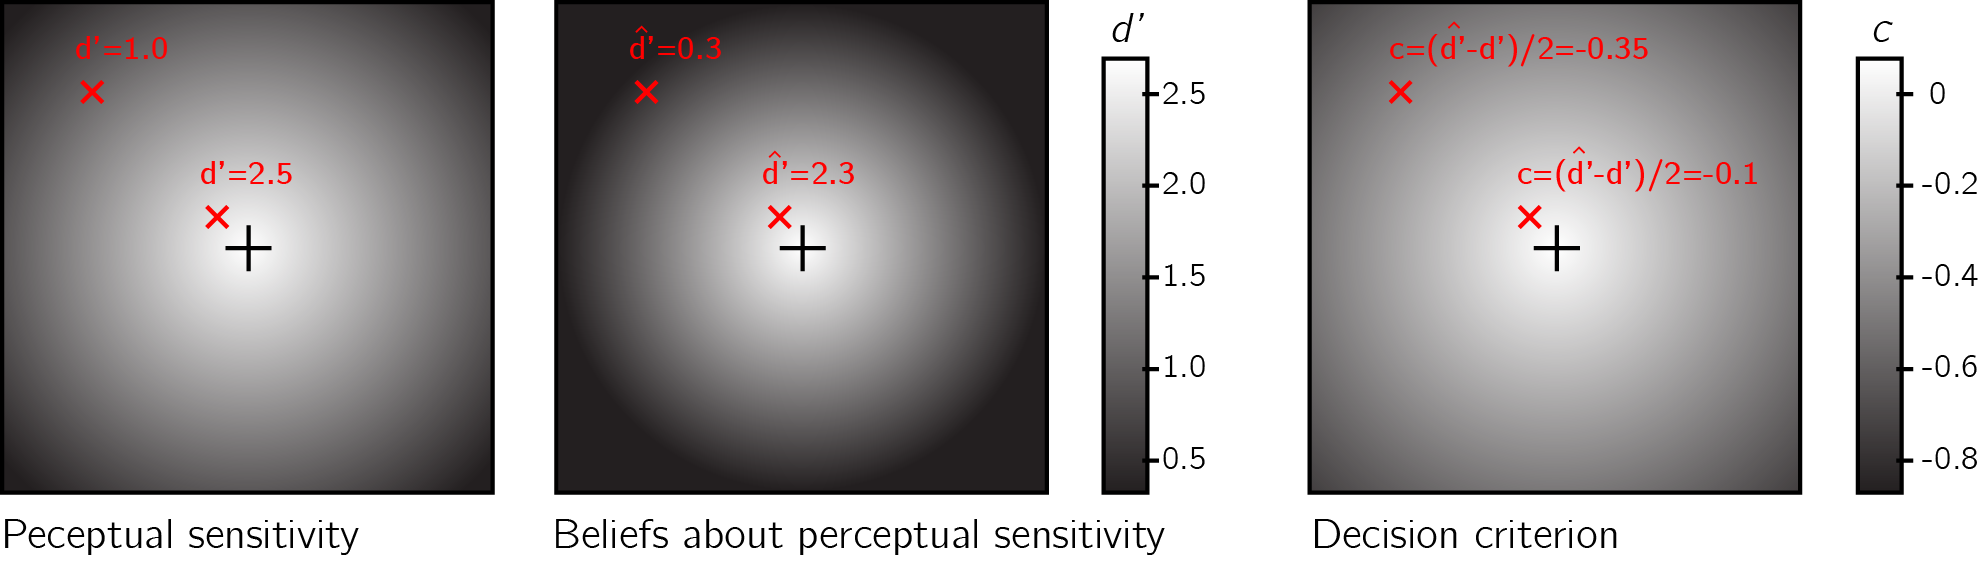 d'=1.0
d'=2.5
Peceptual sensitivity
d̂'=0.3
d̂'=2.3
Beliefs about perceptual sensitivity
d'
2.5
2.0
1.5
1.0
0.5
c=(d̂'-d')/2=-0.35
c=(d̂'-d')/2=-0.1
Decision criterion
c
0
-0.2
-0.4
-0.6
-0.8